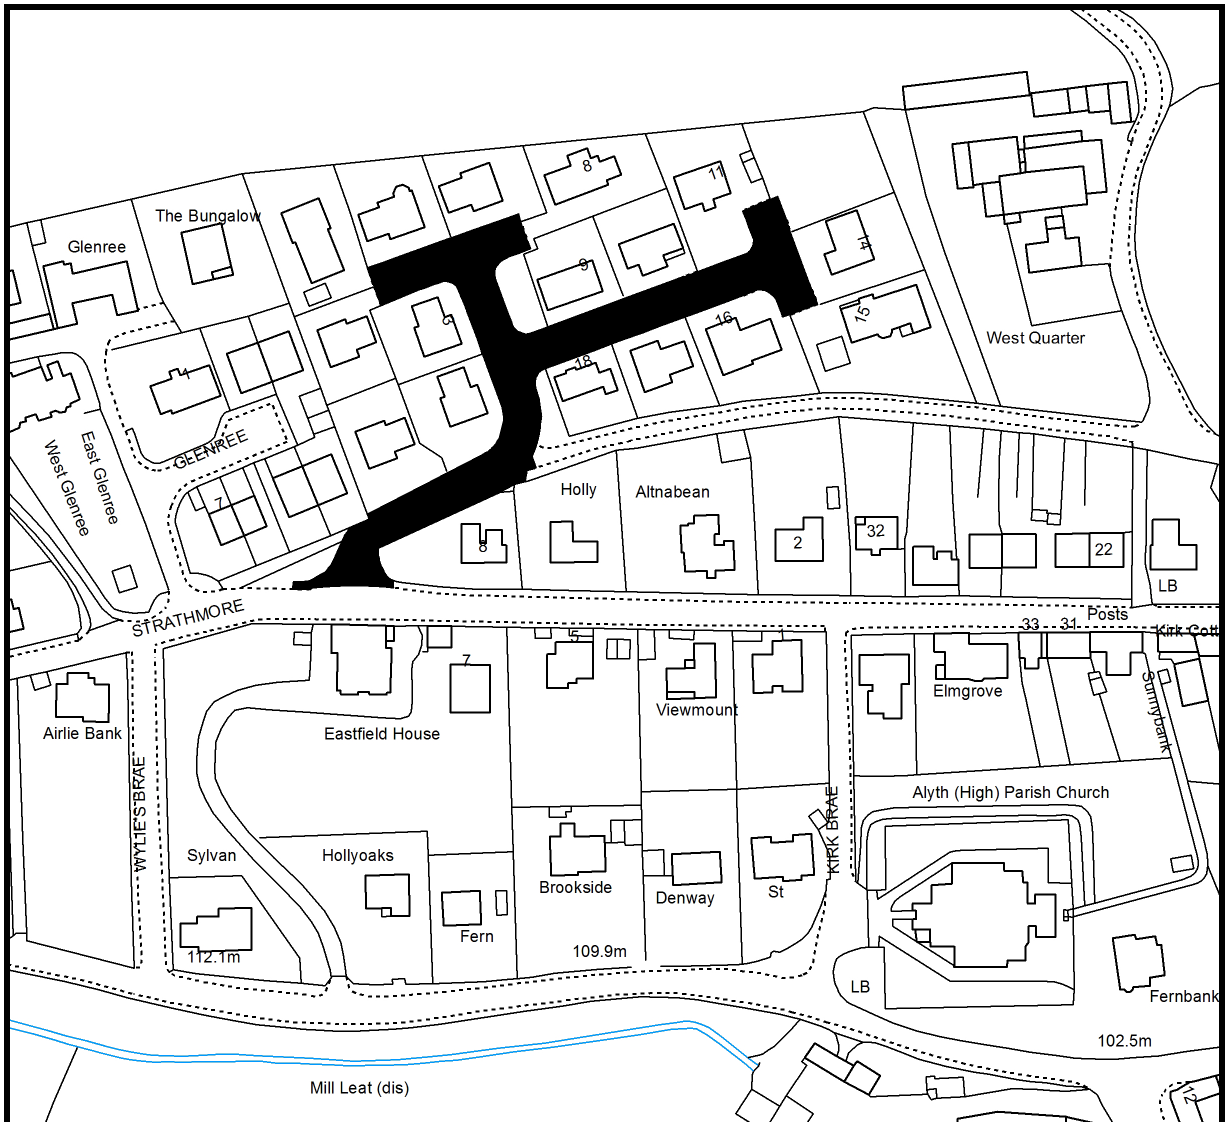 8
11
The Bungalow
14
Glenree
9
3
15
16
West Quarter
18
1
East Glenree
West Glenree
GLENREE
Holly
Altnabean
7
32
2
8
22
LB
STRATHMORE
Posts
33
31
Kirk Cott
5
1
7
Elmgrove
Sunnybank
Viewmount
Airlie Bank
Eastfield House
WYLIE'S BRAE
KIRK BRAE
Alyth (High) Parish Church
Sylvan
Hollyoaks
Brookside
Denway
St
Fern
112.1m
109.9m
LB
Fernbank
102.5m
Mill Leat (dis)
12